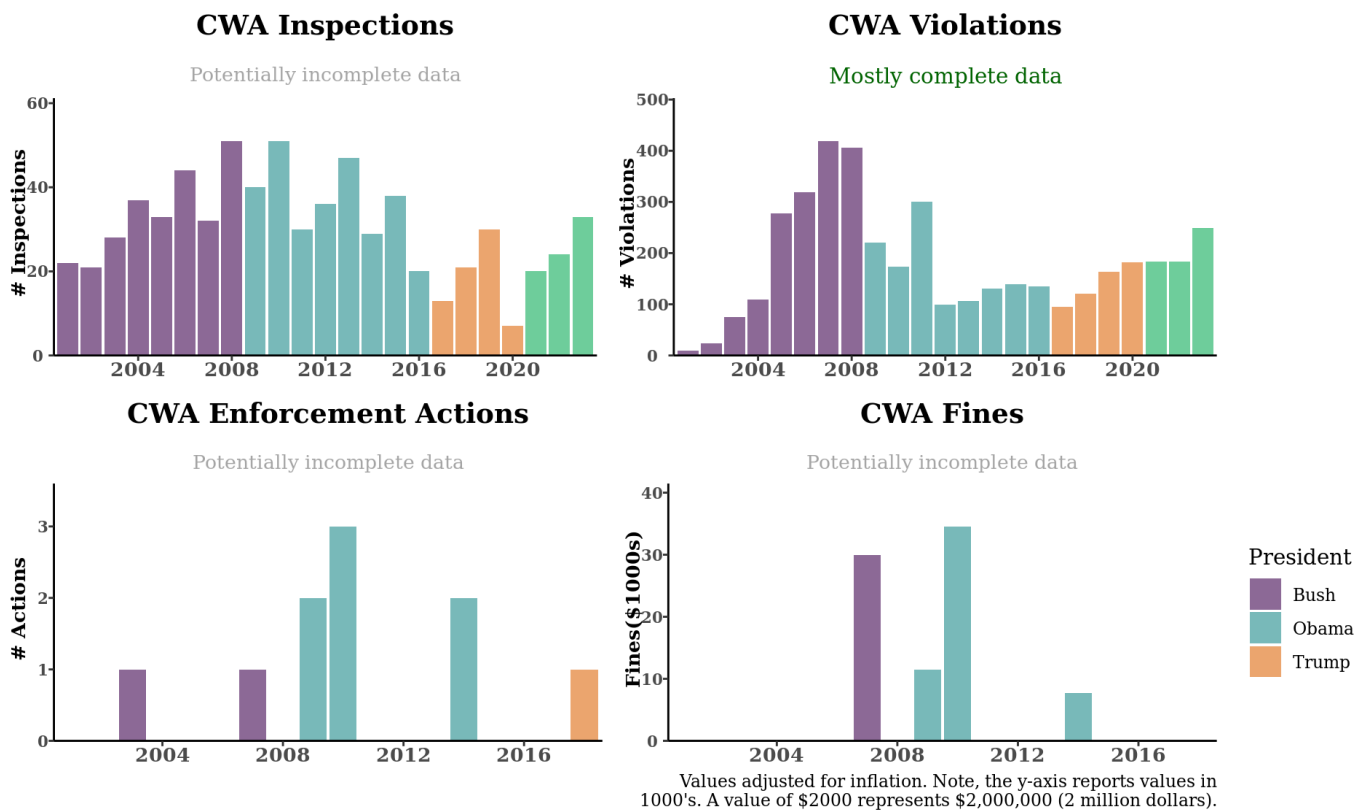 CWA Inspections
Potentially incomplete data
# Inspections
60
40
20
0
2004 2008 2012 2016 2020
CWA Violations
Mostly complete data
# Violations
500
400
300
200
100
0
2004 2008 2012 2016 2020
CWA Enforcement Actions
Potentially incomplete data
# Actions
3
2
1
0
2004 2008 2012 2016
CWA Fines
Potentially incomplete data
Fines($1000s)
40
30
20
10
0
2004 2008 2012 2016
President
Bush
Obama
Trump
Values adjusted for inflation. Note, the y-axis reports values in
1000's. A value of $2000 represents $2,000,000 (2 million dollars).